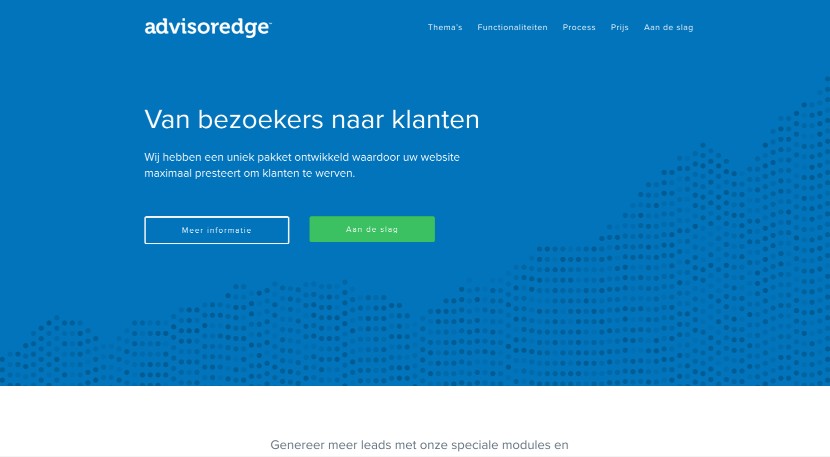 advisoredge
Thema's Functionaliteiten Process Prijs Aan de slag
Van bezoekers naar klanten
Wij hebben een uniek pakket ontwikkeld waardoor uw website
maximaal presteert om klanten te werven.
Meer informatie Aan de slag
Genereer meer leads met onze speciale modules en